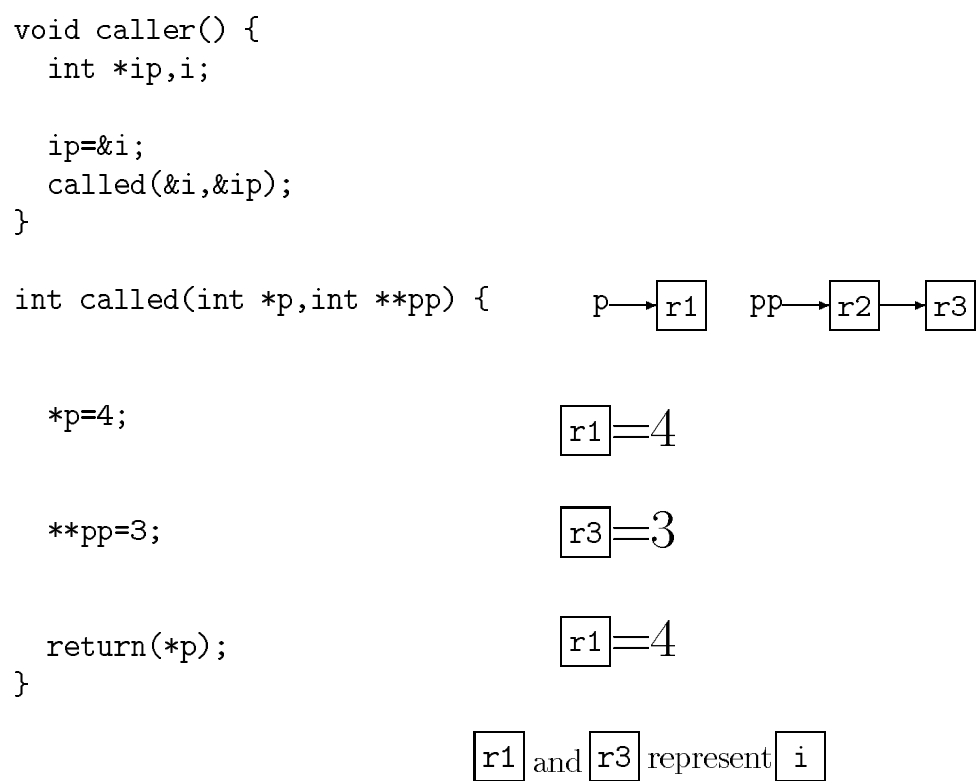 void caller() {
int *ip,i;
ip=&i;
called(&i,&ip);
}
int called(int *p,int **pp) { p r1 pp r2 r3
*p=4; r1=4
**pp=3; r3=3
return(*p); r1=4
}
r1 and r3 represent i